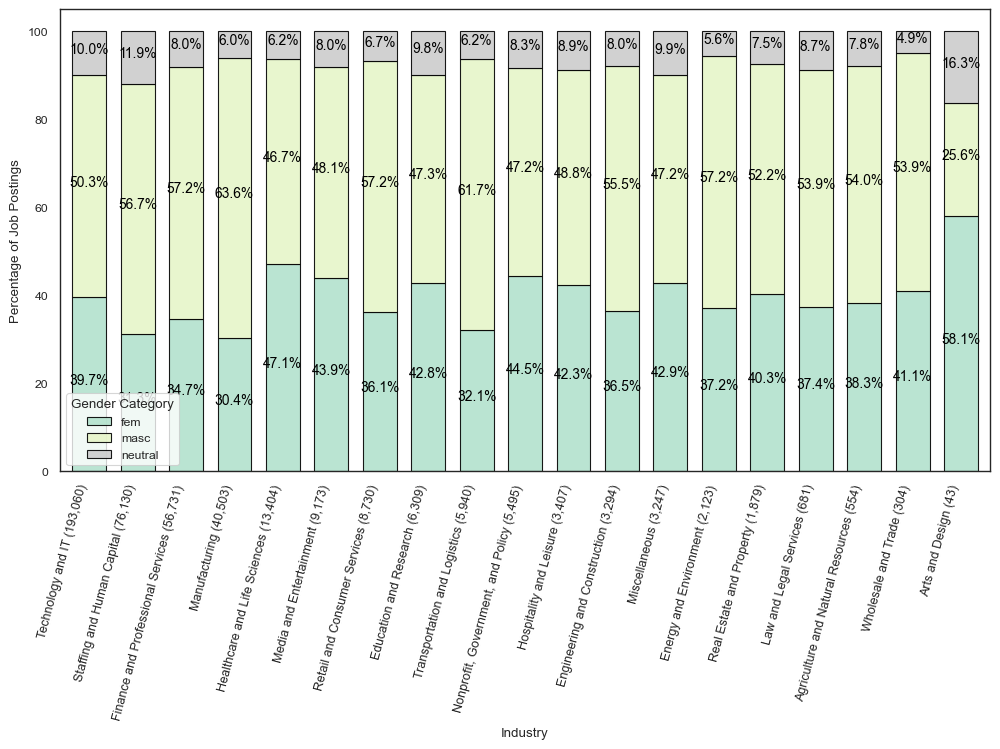 100
80
60
40
20
0
Percentage of Job Postings
10.0% 11.9% 8.0% 6.0% 6.2% 8.0% 6.7% 9.8% 6.2% 8.3% 8.9% 8.0% 9.9% 5.6% 7.5% 8.7% 7.8% 4.9% 16.3%
50.3% 56.7% 57.2% 63.6% 46.7% 48.1% 57.2% 47.3% 61.7% 47.2% 48.8% 55.5% 47.2% 57.2% 52.2% 53.9% 54.0% 53.9% 25.6%
39.7% 34.7% 30.4% 47.1% 43.9% 36.1% 42.8% 32.1% 44.5% 42.3% 36.5% 42.9% 37.2% 40.3% 37.4% 38.3% 41.1% 58.1%
Gender Category
fem
masc
neutral
Technology and IT (193,060)
Staffing and Human Capital (76,130)
Finance and Professional Services (56,731)
Manufacturing (40,503)
Healthcare and Life Sciences (13,404)
Media and Entertainment (9,173)
Retail and Consumer Services (8,730)
Education and Research (6,309)
Transportation and Logistics (5,940)
Nonprofit, Government, and Policy (5,495)
Hospitality and Leisure (3,407)
Engineering and Construction (3,294)
Miscellaneous (3,247)
Energy and Environment (2,123)
Real Estate and Property (1,879)
Law and Legal Services (681)
Agriculture and Natural Resources (554)
Wholesale and Trade (304)
Arts and Design (43)
Industry